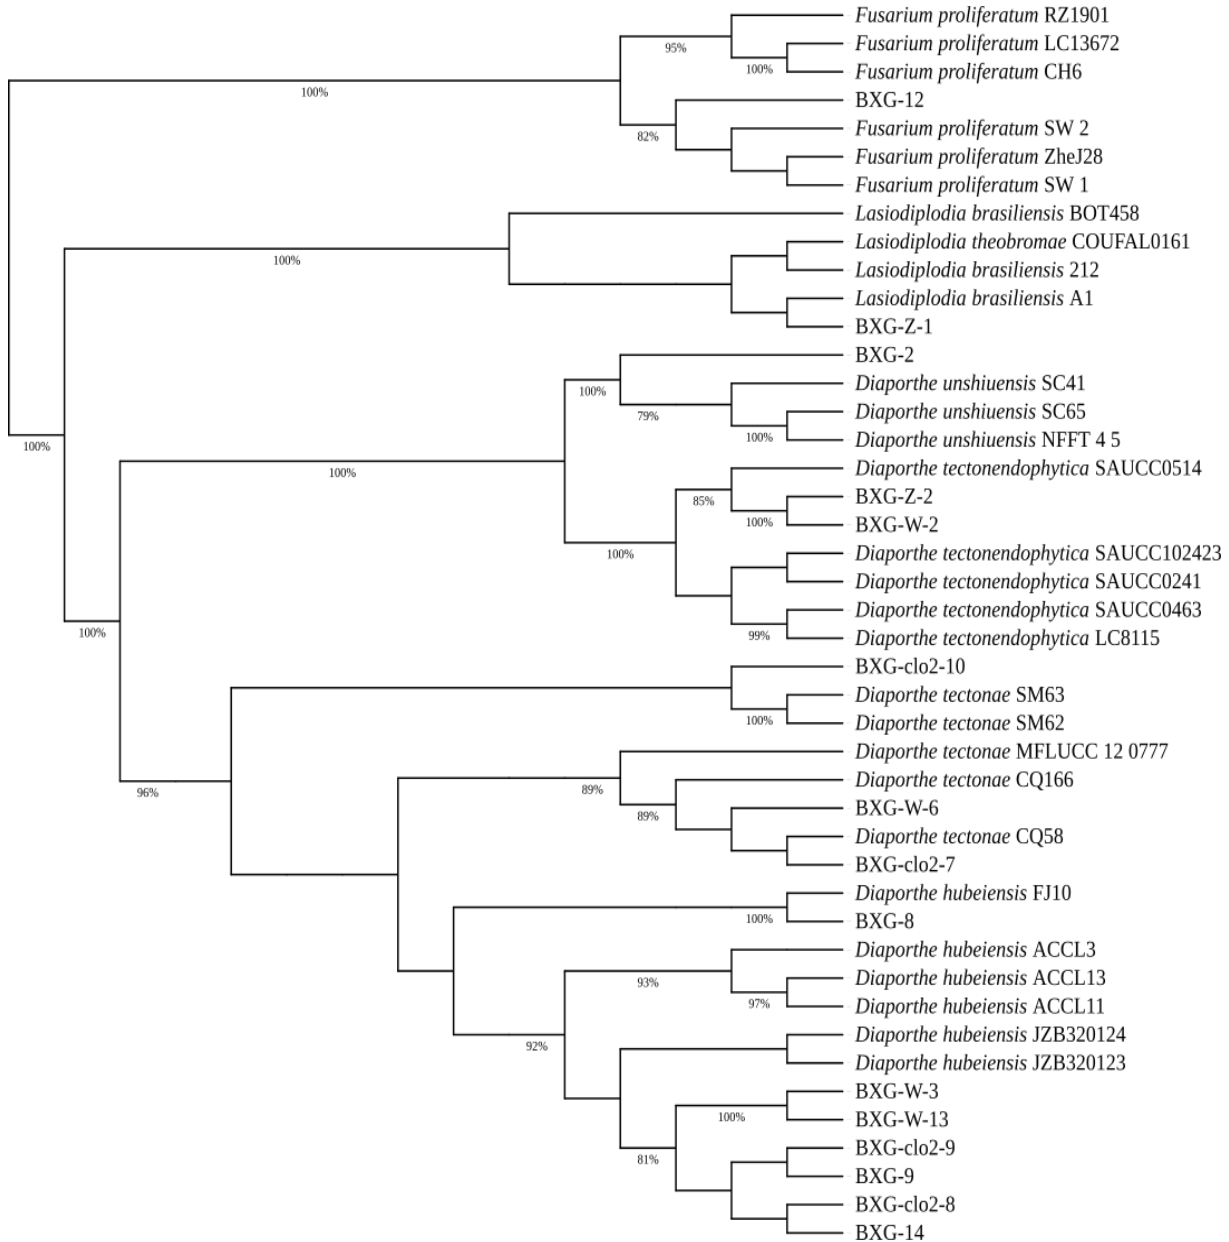 Fusarium proliferatum RZ1901
95%
Fusarium proliferatum LC13672
100%
Fusarium proliferatum CH6
100%
BXG-12
82%
Fusarium proliferatum SW 2
Fusarium proliferatum ZheJ28
Fusarium proliferatum SW 1
Lasiodiplodia brasiliensis BOT458
Lasiodiplodia theobromae COUFAL0161
100%
Lasiodiplodia brasiliensis 212
Lasiodiplodia brasiliensis A1
BXG-Z-1
BXG-2
Diaporthe unshiuensis SC41
100%
Diaporthe unshiuensis SC65
79%
Diaporthe unshiuensis NFFT 4 5
100%
100%
Diaporthe tectonendophytica SAUCC0514
100%
BXG-Z-2
85%
BXG-W-2
100%
Diaporthe tectonendophytica SAUCC102423
100%
Diaporthe tectonendophytica SAUCC0241
Diaporthe tectonendophytica SAUCC0463
100%
Diaporthe tectonendophytica LC8115
99%
BXG-clo2-10
Diaporthe tectonae SM63
Diaporthe tectonae SM62
100%
Diaporthe tectonae MFLUCC 12 0777
Diaporthe tectonae CQ166
96%
89%
BXG-W-6
89%
Diaporthe tectonae CQ58
BXG-clo2-7
Diaporthe hubeiensis FJ10
BXG-8
100%
Diaporthe hubeiensis ACCL3
Diaporthe hubeiensis ACCL13
93%
Diaporthe hubeiensis ACCL11
97%
Diaporthe hubeiensis JZB320124
92%
Diaporthe hubeiensis JZB320123
BXG-W-3
BXG-W-13
100%
BXG-clo2-9
81%
BXG-9
BXG-clo2-8
BXG-14